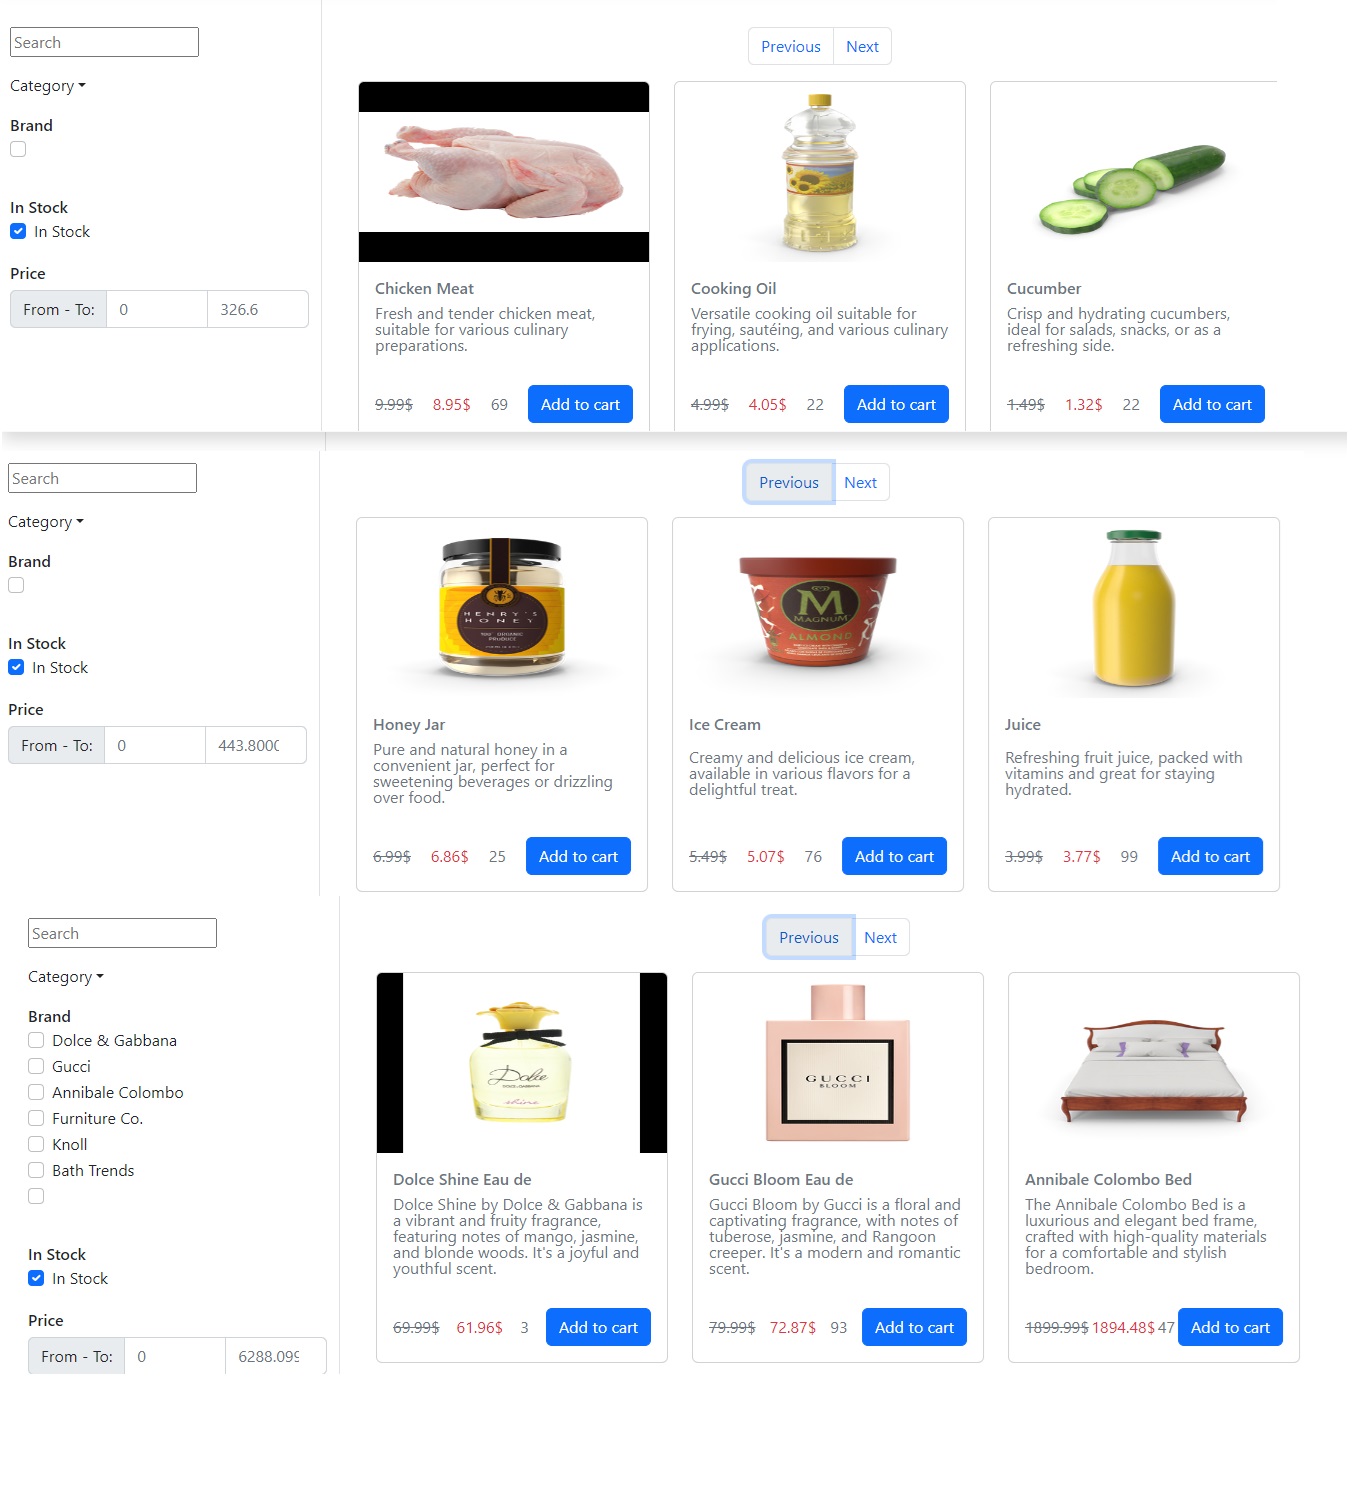 Search
Category
Brand
In Stock
In Stock
Price
From - To: 0 326.6
Previous Next
Chicken Meat
Fresh and tender chicken meat,
suitable for various culinary
preparations.
9.99$ 8.95$ 69 Add to cart
Cooking Oil
Versatile cooking oil suitable for
frying, sautéing, and various culinary
applications.
4.99$ 4.05$ 22 Add to cart
Cucumber
Crisp and hydrating cucumbers,
ideal for salads, snacks, or as a
refreshing side.
1.49$ 1.32$ 22 Add to cart
Search
Category
Brand
In Stock
In Stock
Price
From - To: 0 443.800
Previous Next
HENRY'S
HONEY
100% ORGANIC
PRODUCE
Honey Jar
Pure and natural honey in a
convenient jar, perfect for
sweetening beverages or drizzling
over food.
6.99$ 6.86$ 25 Add to cart
M
MAGNUM
ALMOND
Ice Cream
Creamy and delicious ice cream,
available in various flavors for a
delightful treat.
5.49$ 5.07$ 76 Add to cart
Juice
Refreshing fruit juice, packed with
vitamins and great for staying
hydrated.
3.99$ 3.77$ 99 Add to cart
Search
Category
Brand
Dolce & Gabbana
Gucci
Annibale Colombo
Furniture Co.
Knoll
Bath Trends
In Stock
In Stock
Price
From - To: 0 6288.099
Previous Next
Dolce
shine
Dolce Shine Eau de
Dolce Shine by Dolce & Gabbana is
a vibrant and fruity fragrance,
featuring notes of mango, jasmine,
and blonde woods. It's a joyful and
youthful scent.
69.99$ 61.96$ 3 Add to cart
GUCCI
BLOOM
Gucci Bloom Eau de
Gucci Bloom by Gucci is a floral and
captivating fragrance, with notes of
tuberose, jasmine, and Rangoon
creeper. It's a modern and romantic
scent.
79.99$ 72.87$ 93 Add to cart
Annibale Colombo Bed
The Annibale Colombo Bed is a
luxurious and elegant bed frame,
crafted with high-quality materials
for a comfortable and stylish
bedroom.
1899.99$ 1894.48$ 47 Add to cart